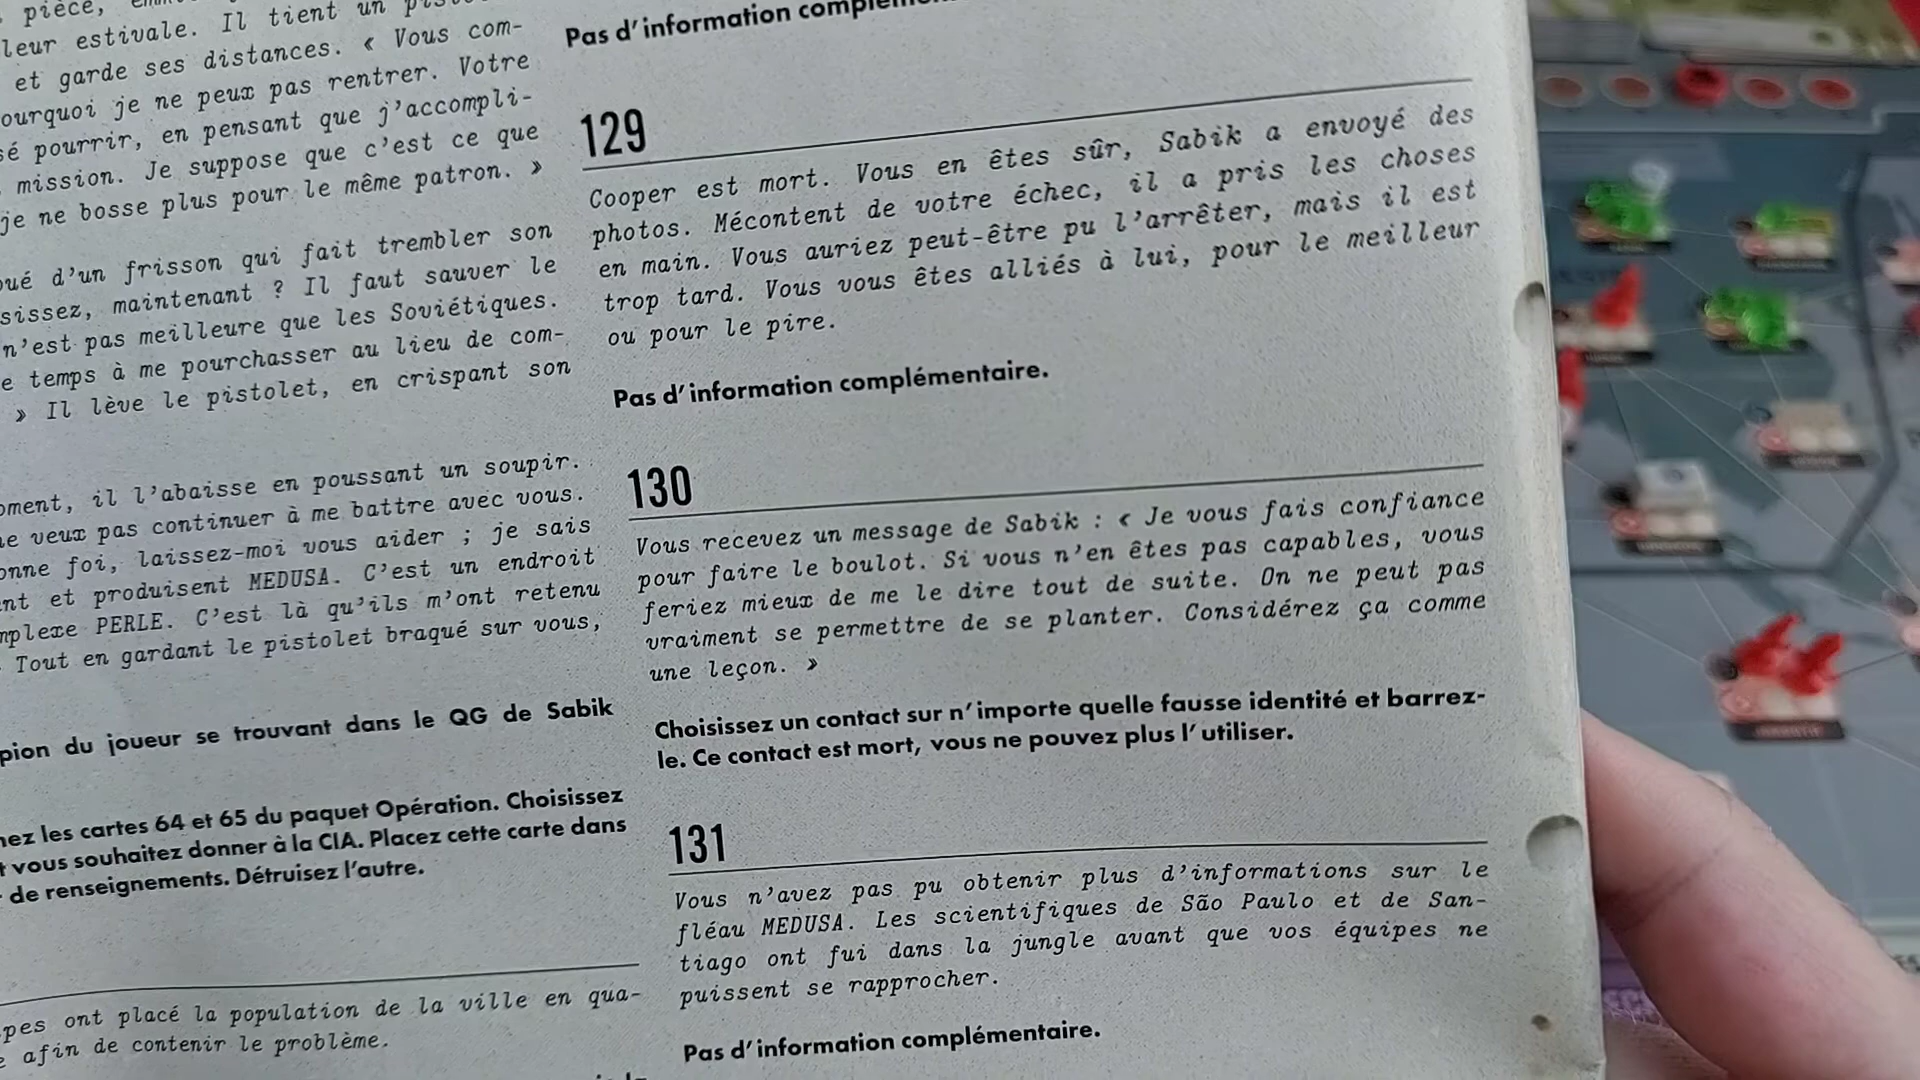 pièce,
leur estivale. Il tient un
et garde ses distances. « Vous com-
ourquoi je ne peux pas rentrer. Votre
sé pourrir, en pensant que j'accompli-
mission. Je suppose que c'est ce que
je ne bosse plus pour le même patron. »
oué d'un frisson qui fait trembler son
sissez, maintenant ? Il faut sauver le
n'est pas meilleure que les Soviétiques.
e temps à me pourchasser au lieu de com-
» Il lève le pistolet, en crispant son
oment, il l'abaisse en poussant un soupir.
ne veux pas continuer à me battre avec vous.
onne foi, laissez-moi vous aider ; je sais
nt et produisent MEDUSA. C'est un endroit
mplexe PERLE. C'est là qu'ils m'ont retenu
Tout en gardant le pistolet braqué sur vous,
pion du joueur se trouvant dans le QG de Sabik
nez les cartes 64 et 65 du paquet Opération. Choisissez
t vous souhaitez donner à la CIA. Placez cette carte dans
de renseignements. Détruisez l'autre.
pes ont placé la population de la ville en qua-
e afin de contenir le problème.
Pas d'information
129
Cooper est mort. Vous en êtes sûr, Sabik a envoyé des
photos. Mécontent de votre échec, il a pris les choses
en main. Vous auriez peut-être pu l'arrêter, mais il est
trop tard. Vous vous êtes alliés à lui, pour le meilleur
ou pour le pire.
Pas d'information complémentaire.
130
Vous recevez un message de Sabik : « Je vous fais confiance
pour faire le boulot. Si vous n'en êtes pas capables, vous
feriez mieux de me le dire tout de suite. On ne peut pas
vraiment se permettre de se planter. Considérez ça comme
une leçon. »
Choisissez un contact sur n'importe quelle fausse identité et barrez-
le. Ce contact est mort, vous ne pouvez plus l'utiliser.
131
Vous n'avez pas pu obtenir plus d'informations sur le
fléau MEDUSA. Les scientifiques de São Paulo et de San-
tiago ont fui dans la jungle avant que vos équipes ne
puissent se rapprocher.
Pas d'information complémentaire.